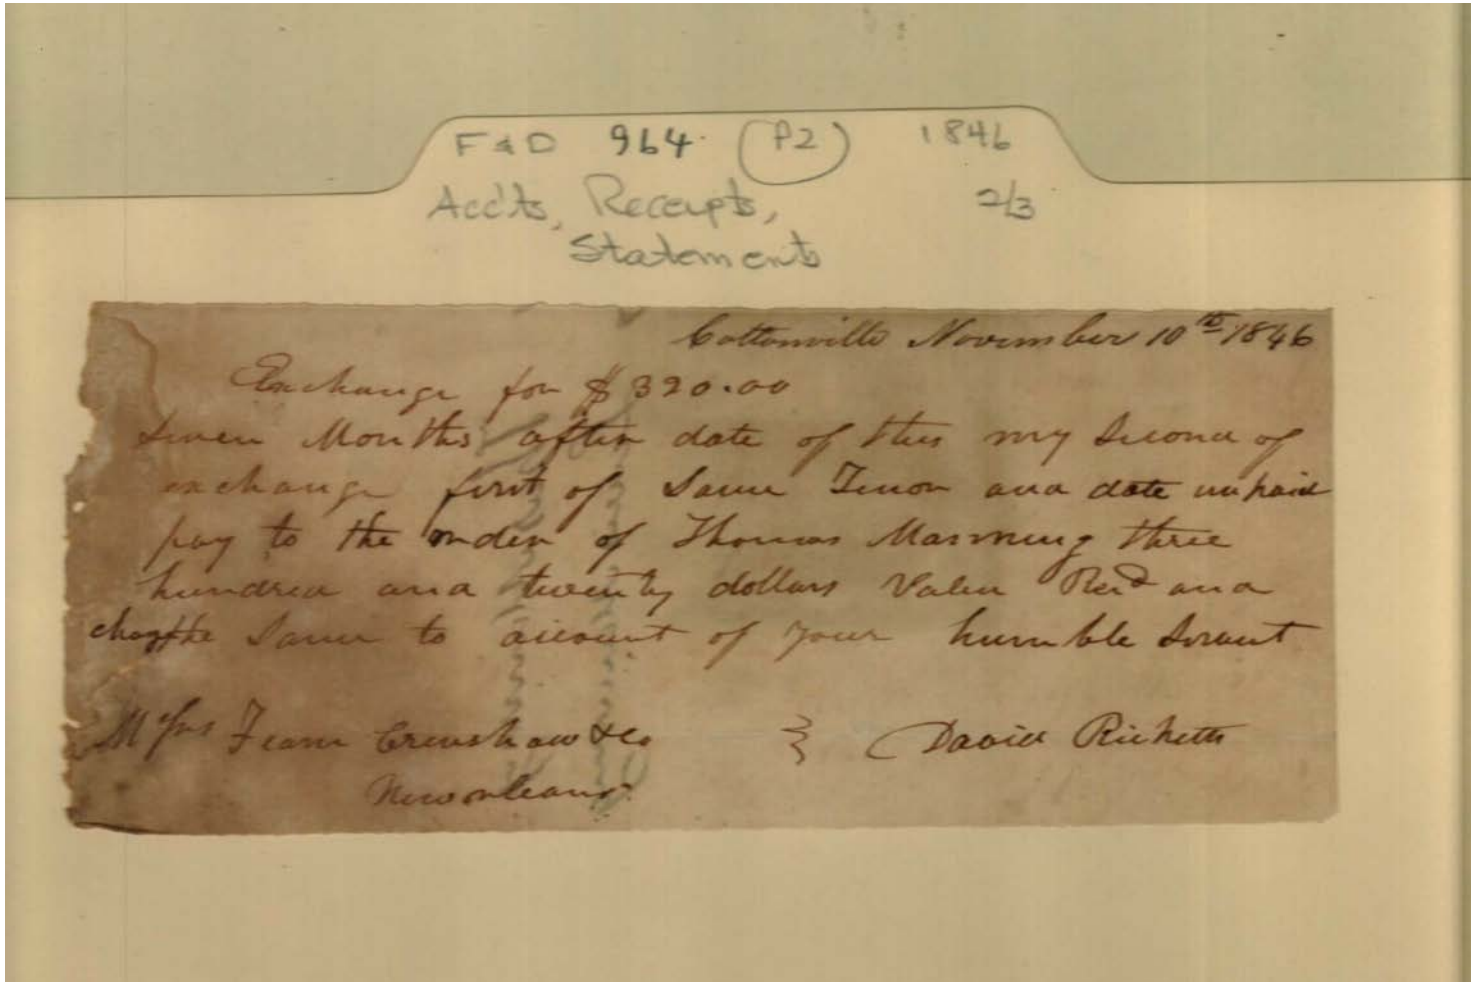 F & D 964. (P2) 1846
Acc'ts, Receipts, 2/3
Statements
Cottonville November 10th 1846
Exchange for $320.00
Seven Months after date of this my Second of
exchange first of Same Tenor and date unpaid
pay to the order of Thomas Manning three
hundred and twenty dollars Value Recd and
the Same to account of your humble Servant
Crenshaw & Co David Ricketts
New orleans